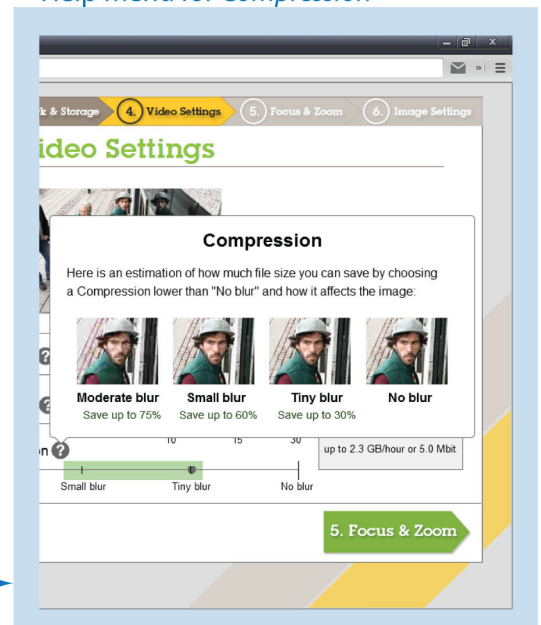 Help menu for Compression
k & Storage 4. Video Settings 5. Focus & Zoom 6. Image Settings
ideo Settings
Compression
Here is an estimation of how much file size you can save by choosing
a Compression lower than "No blur" and how it affects the image:
Moderate blur Small blur Tiny blur No blur
Save up to 75% Save up to 60% Save up to 30%
10 15 30
on ?
up to 2.3 GB/hour or 5.0 Mbit
Small blur Tiny blur No blur
5. Focus & Zoom